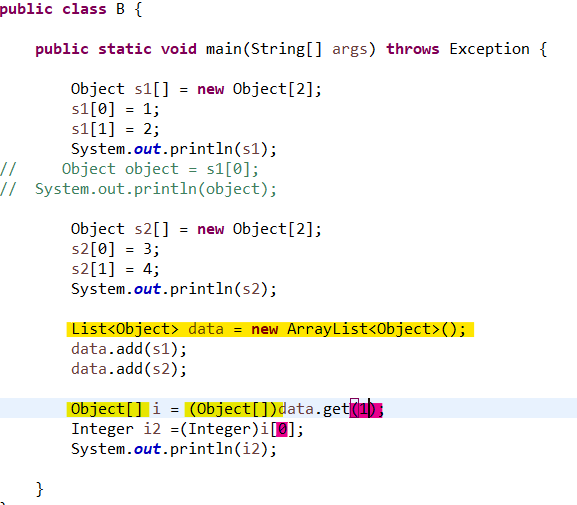 public class B {
public static void main(String[] args) throws Exception {
Object s1[] = new Object[2];
s1[0] = 1;
s1[1] = 2;
System.out.println(s1);
// Object object = s1[0];
// System.out.println(object);
Object s2[] = new Object[2];
s2[0] = 3;
s2[1] = 4;
System.out.println(s2);
List<Object> data = new ArrayList<Object>();
data.add(s1);
data.add(s2);
Object[] i = (Object[])data.get(1);
Integer i2 =(Integer)i[0];
System.out.println(i2);
}